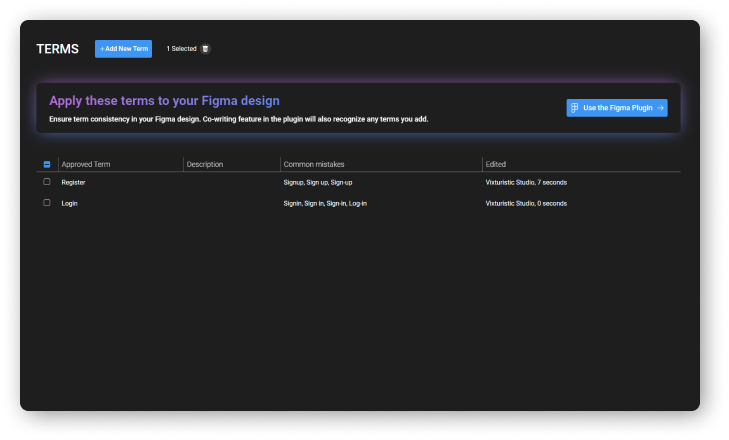 TERMS
+Add New Term
1 Selected
Apply these terms to your Figma design
Ensure term consistency in your Figma design. Co-writing feature in the plugin will also recognize any terms you add.
Use the Figma Plugin →
Approved Term Description Common mistakes Edited
Register Signup, Sign up, Sign-up Vixturistic Studio, 7 seconds
Login Signin, Sign in, Sign-in, Log-in Vixturistic Studio, 0 seconds